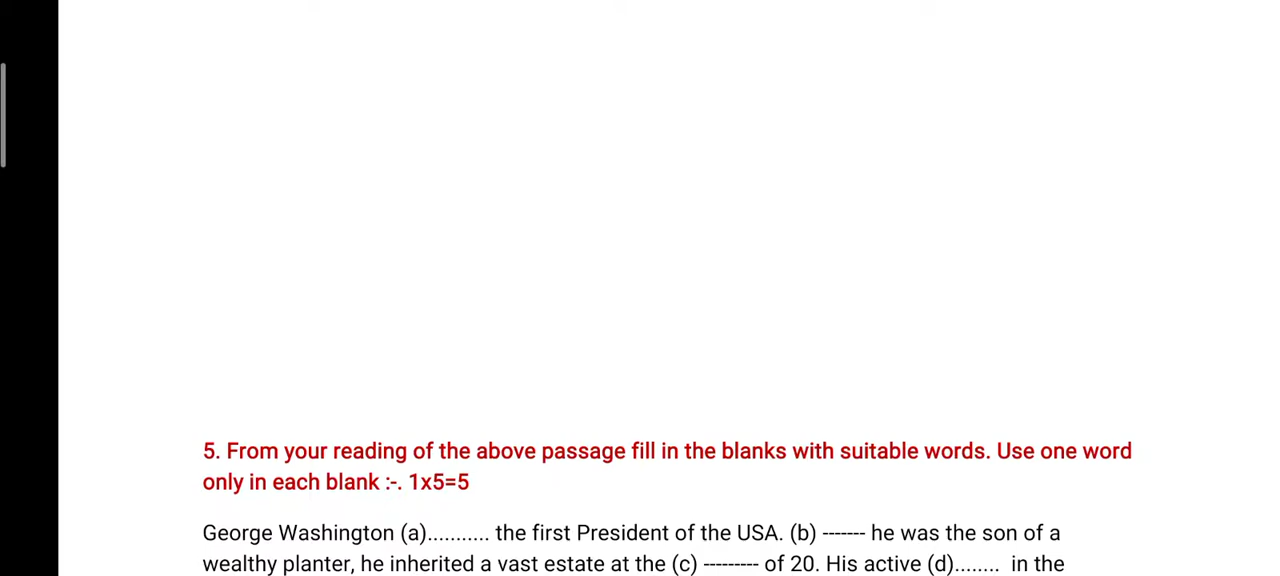 5. From your reading of the above passage fill in the blanks with suitable words. Use one word
only in each blank :-. 1x5=5
George Washington (a)........... the first President of the USA. (b) ------- he was the son of a
wealthy planter, he inherited a vast estate at the (c) --------- of 20. His active (d)........ in the